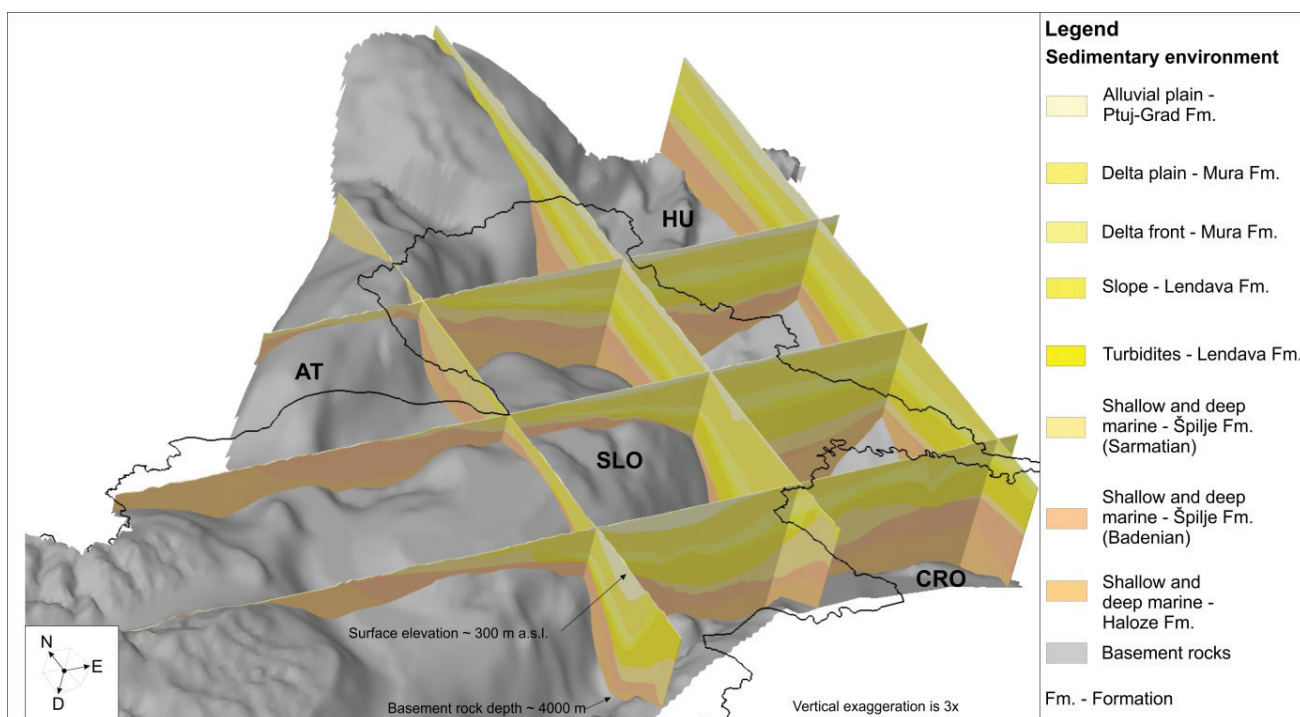 HU
AT
SLO
CRO
Surface elevation ~ 300 m a.s.l.
Basement rock depth ~ 4000 m
Vertical exaggeration is 3x
N
E
D
Legend
Sedimentary environment
Alluvial plain -
Ptuj-Grad Fm.
Delta plain - Mura Fm.
Delta front - Mura Fm.
Slope - Lendava Fm.
Turbidites - Lendava Fm.
Shallow and deep
marine - Špilje Fm.
(Sarmatian)
Shallow and deep
marine - Špilje Fm.
(Badenian)
Shallow and
deep marine -
Haloze Fm.
Basement rocks
Fm. - Formation